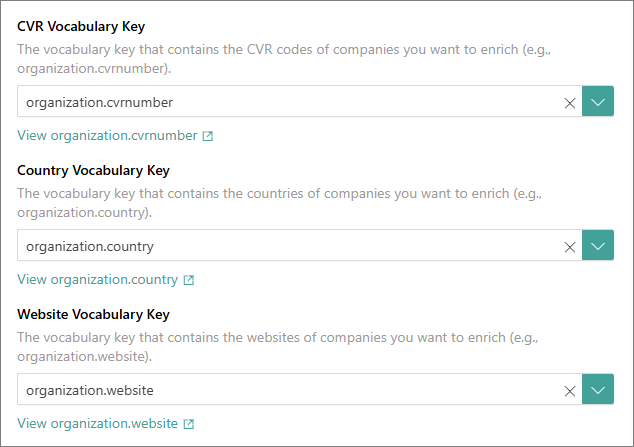 CVR Vocabulary Key
The vocabulary key that contains the CVR codes of companies you want to enrich (e.g.,
organization.cvrnumber).
organization.cvrnumber
View organization.cvrnumber
Country Vocabulary Key
The vocabulary key that contains the countries of companies you want to enrich (e.g.,
organization.country).
organization.country
View organization.country
Website Vocabulary Key
The vocabulary key that contains the websites of companies you want to enrich (e.g.,
organization.website).
organization.website
View organization.website